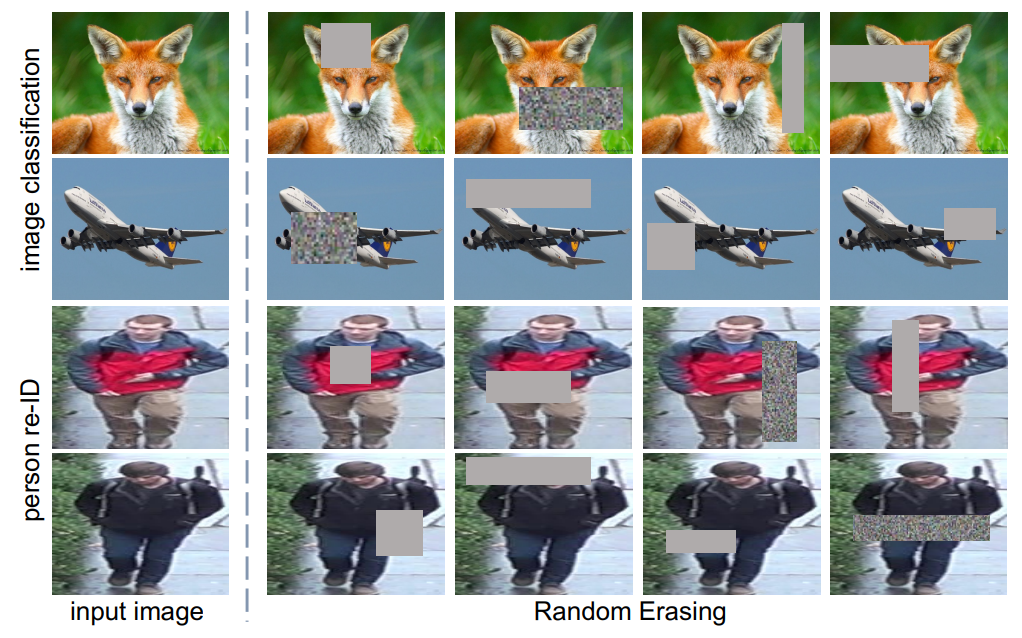 image classification
person re-ID
input image
Random Erasing